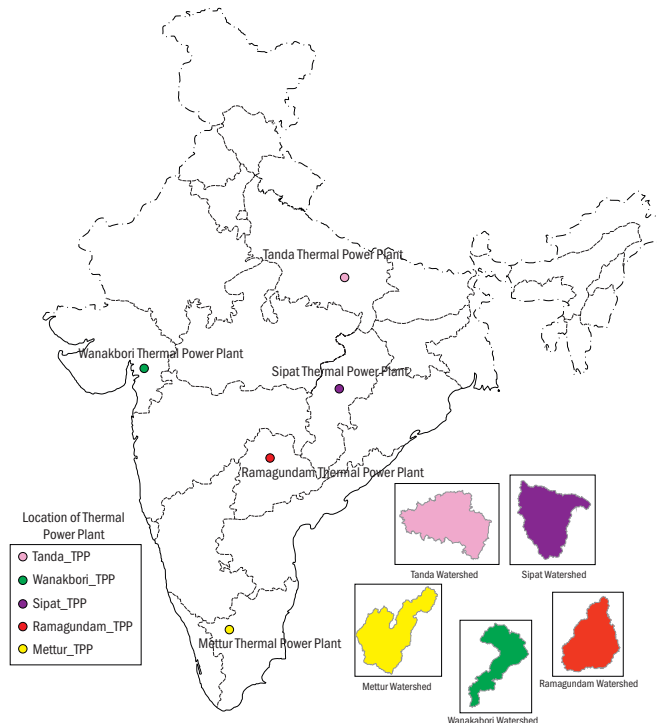 Tanda Thermal Power Plant
Wanakbori Thermal Power Plant
Sipat Thermal Power Plant
Ramagundam Thermal Power Plant
Mettur Thermal Power Plant
Location of Thermal
Power Plant
Tanda_TPP
Wanakbori_TPP
Sipat_TPP
Ramagundam_TPP
Mettur_TPP
Tanda Watershed
Sipat Watershed
Mettur Watershed
Ramagundam Watershed
Wanakabori Watershed